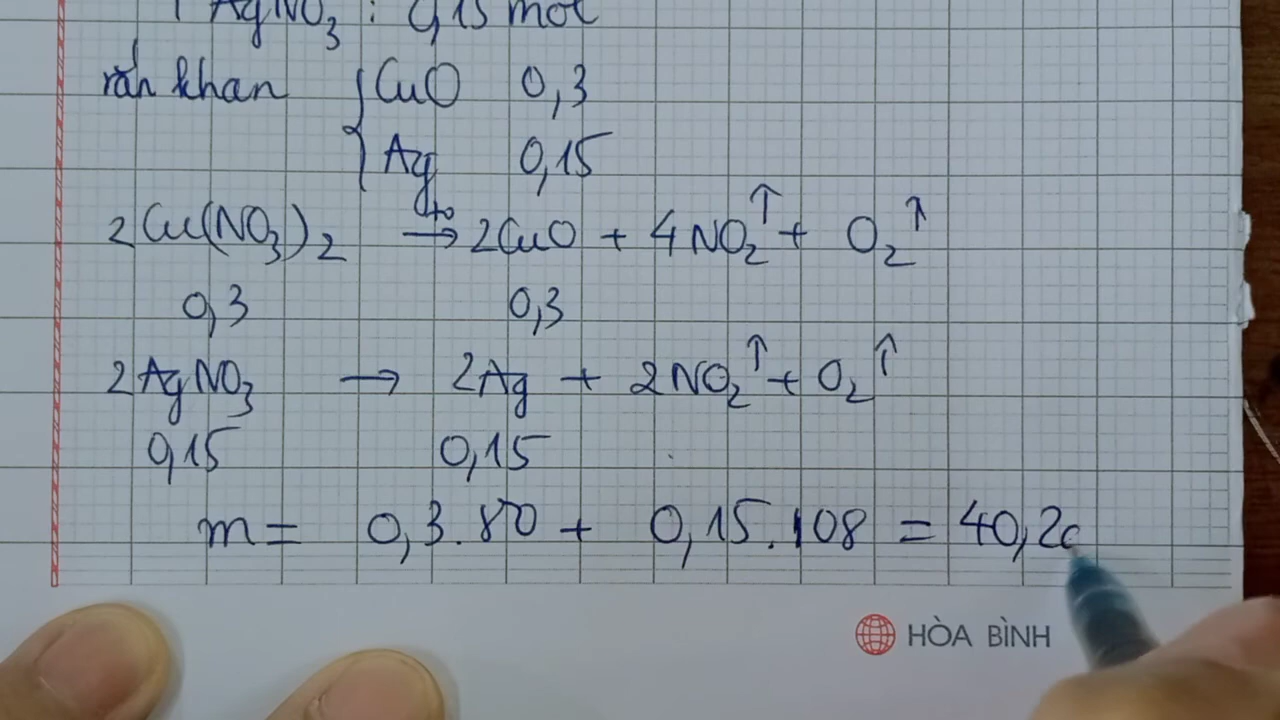 AgNO₃ : 0,15 mol
rắn khan { CuO 0,3
Ag 0,15
2Cu(NO₃)₂ →t° 2CuO + 4NO₂↑ + O₂↑
0,3 0,3
2AgNO₃ → 2Ag + 2NO₂↑ + O₂↑
0,15 0,15
m = 0,3.80 + 0,15.108 = 40,2
HÒA BÌNH